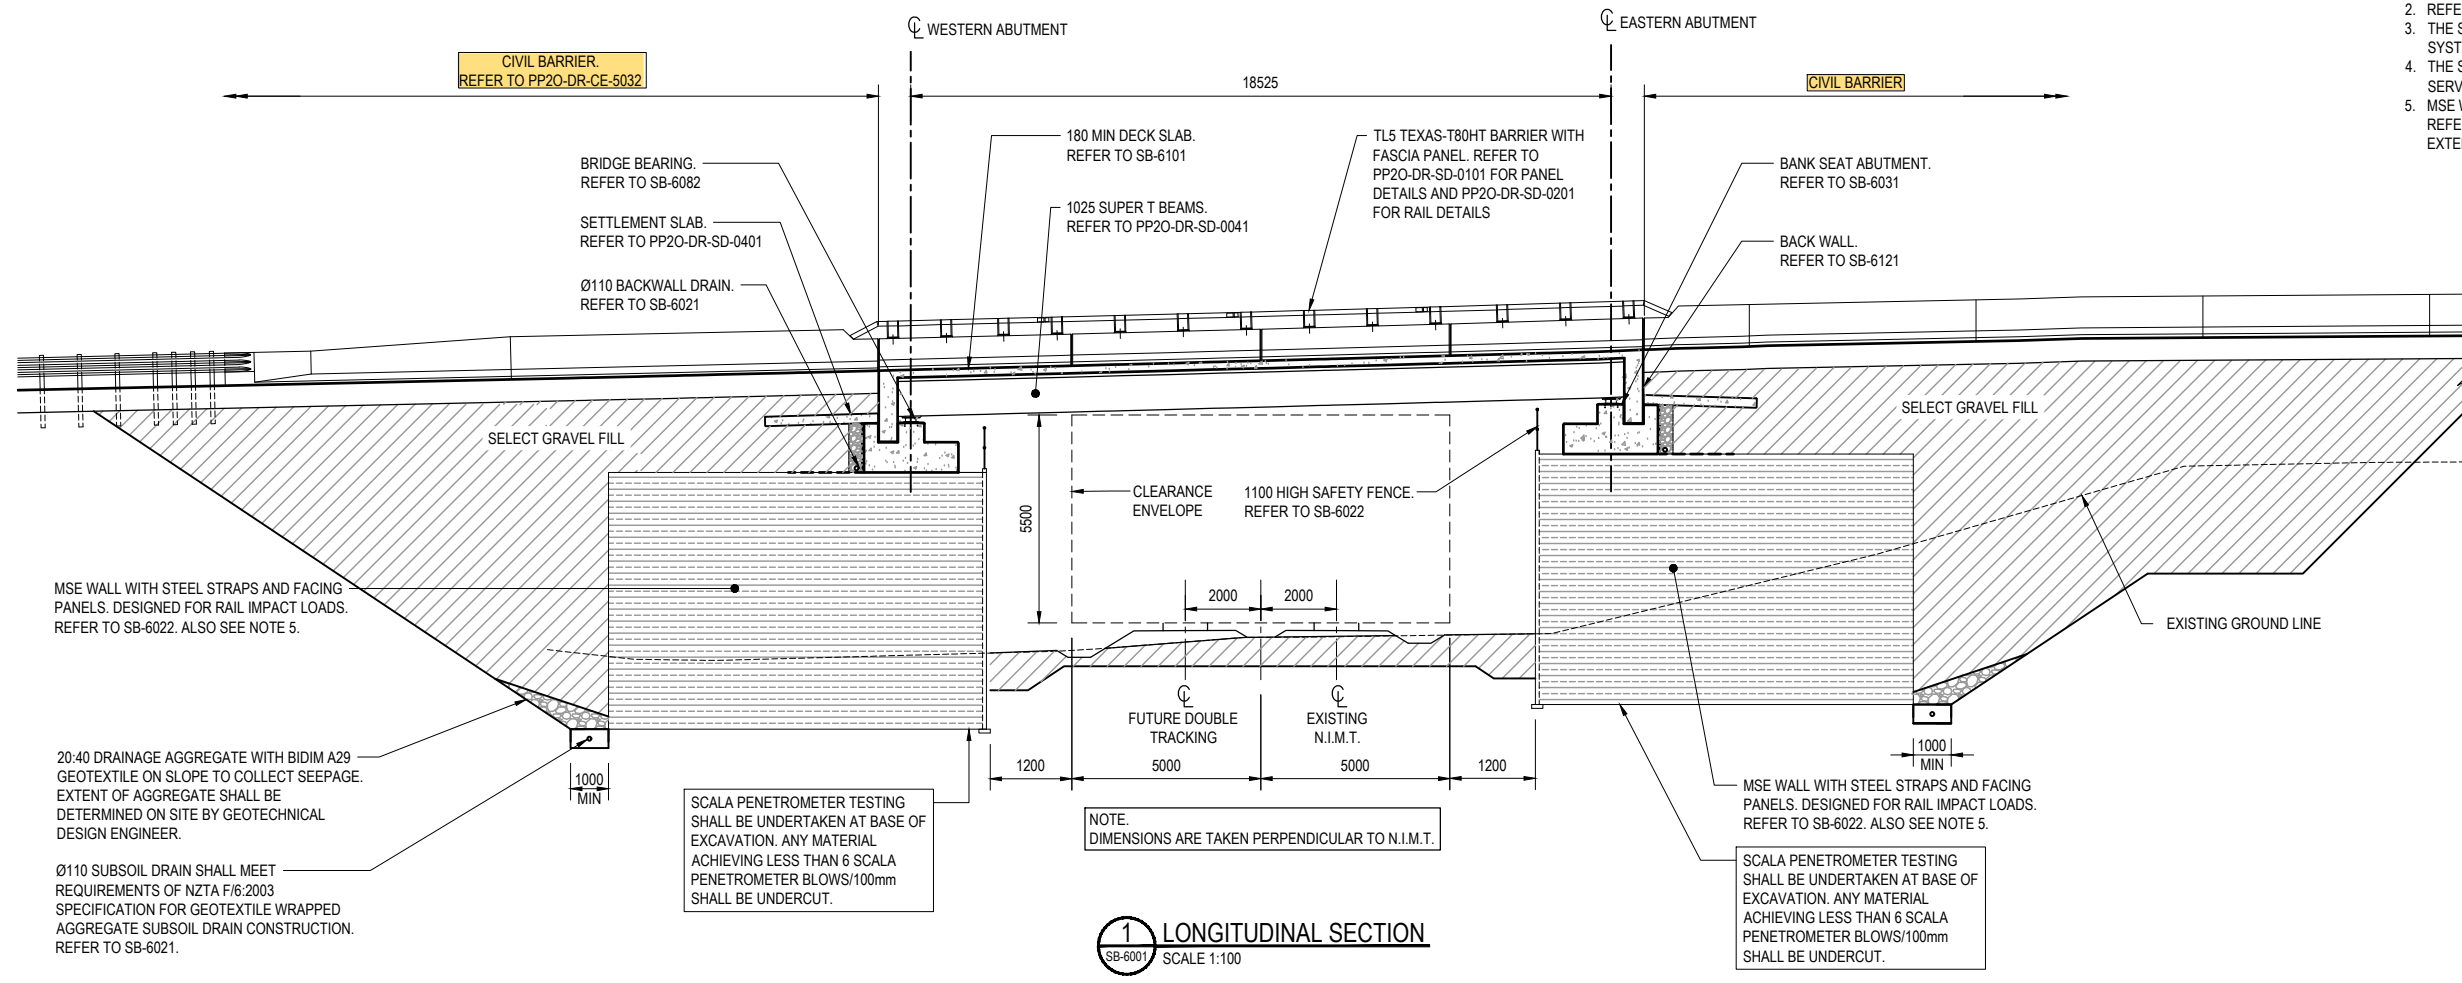 ℄ WESTERN ABUTMENT
℄ EASTERN ABUTMENT
CIVIL BARRIER.
REFER TO PP2O-DR-CE-5032
18525
CIVIL BARRIER
2. REFE
3. THE S
SYST
4. THE S
SERV
5. MSE W
REFE
EXTE
BRIDGE BEARING.
REFER TO SB-6082
SETTLEMENT SLAB.
REFER TO PP2O-DR-SD-0401
Ø110 BACKWALL DRAIN.
REFER TO SB-6021
180 MIN DECK SLAB.
REFER TO SB-6101
1025 SUPER T BEAMS.
REFER TO PP2O-DR-SD-0041
TL5 TEXAS-T80HT BARRIER WITH
FASCIA PANEL. REFER TO
PP2O-DR-SD-0101 FOR PANEL
DETAILS AND PP2O-DR-SD-0201
FOR RAIL DETAILS
BANK SEAT ABUTMENT.
REFER TO SB-6031
BACK WALL.
REFER TO SB-6121
SELECT GRAVEL FILL
SELECT GRAVEL FILL
CLEARANCE
ENVELOPE
1100 HIGH SAFETY FENCE.
REFER TO SB-6022
5500
2000
2000
MSE WALL WITH STEEL STRAPS AND FACING
PANELS. DESIGNED FOR RAIL IMPACT LOADS.
REFER TO SB-6022. ALSO SEE NOTE 5.
EXISTING GROUND LINE
℄
FUTURE DOUBLE
TRACKING
℄
EXISTING
N.I.M.T.
1200
5000
5000
1200
20:40 DRAINAGE AGGREGATE WITH BIDIM A29
GEOTEXTILE ON SLOPE TO COLLECT SEEPAGE.
EXTENT OF AGGREGATE SHALL BE
DETERMINED ON SITE BY GEOTECHNICAL
DESIGN ENGINEER.
1000
MIN
1000
MIN
Ø110 SUBSOIL DRAIN SHALL MEET
REQUIREMENTS OF NZTA F/6:2003
SPECIFICATION FOR GEOTEXTILE WRAPPED
AGGREGATE SUBSOIL DRAIN CONSTRUCTION.
REFER TO SB-6021.
SCALA PENETROMETER TESTING
SHALL BE UNDERTAKEN AT BASE OF
EXCAVATION. ANY MATERIAL
ACHIEVING LESS THAN 6 SCALA
PENETROMETER BLOWS/100mm
SHALL BE UNDERCUT.
NOTE.
DIMENSIONS ARE TAKEN PERPENDICULAR TO N.I.M.T.
MSE WALL WITH STEEL STRAPS AND FACING
PANELS. DESIGNED FOR RAIL IMPACT LOADS.
REFER TO SB-6022. ALSO SEE NOTE 5.
SCALA PENETROMETER TESTING
SHALL BE UNDERTAKEN AT BASE OF
EXCAVATION. ANY MATERIAL
ACHIEVING LESS THAN 6 SCALA
PENETROMETER BLOWS/100mm
SHALL BE UNDERCUT.
1 LONGITUDINAL SECTION
SB-6001 SCALE 1:100